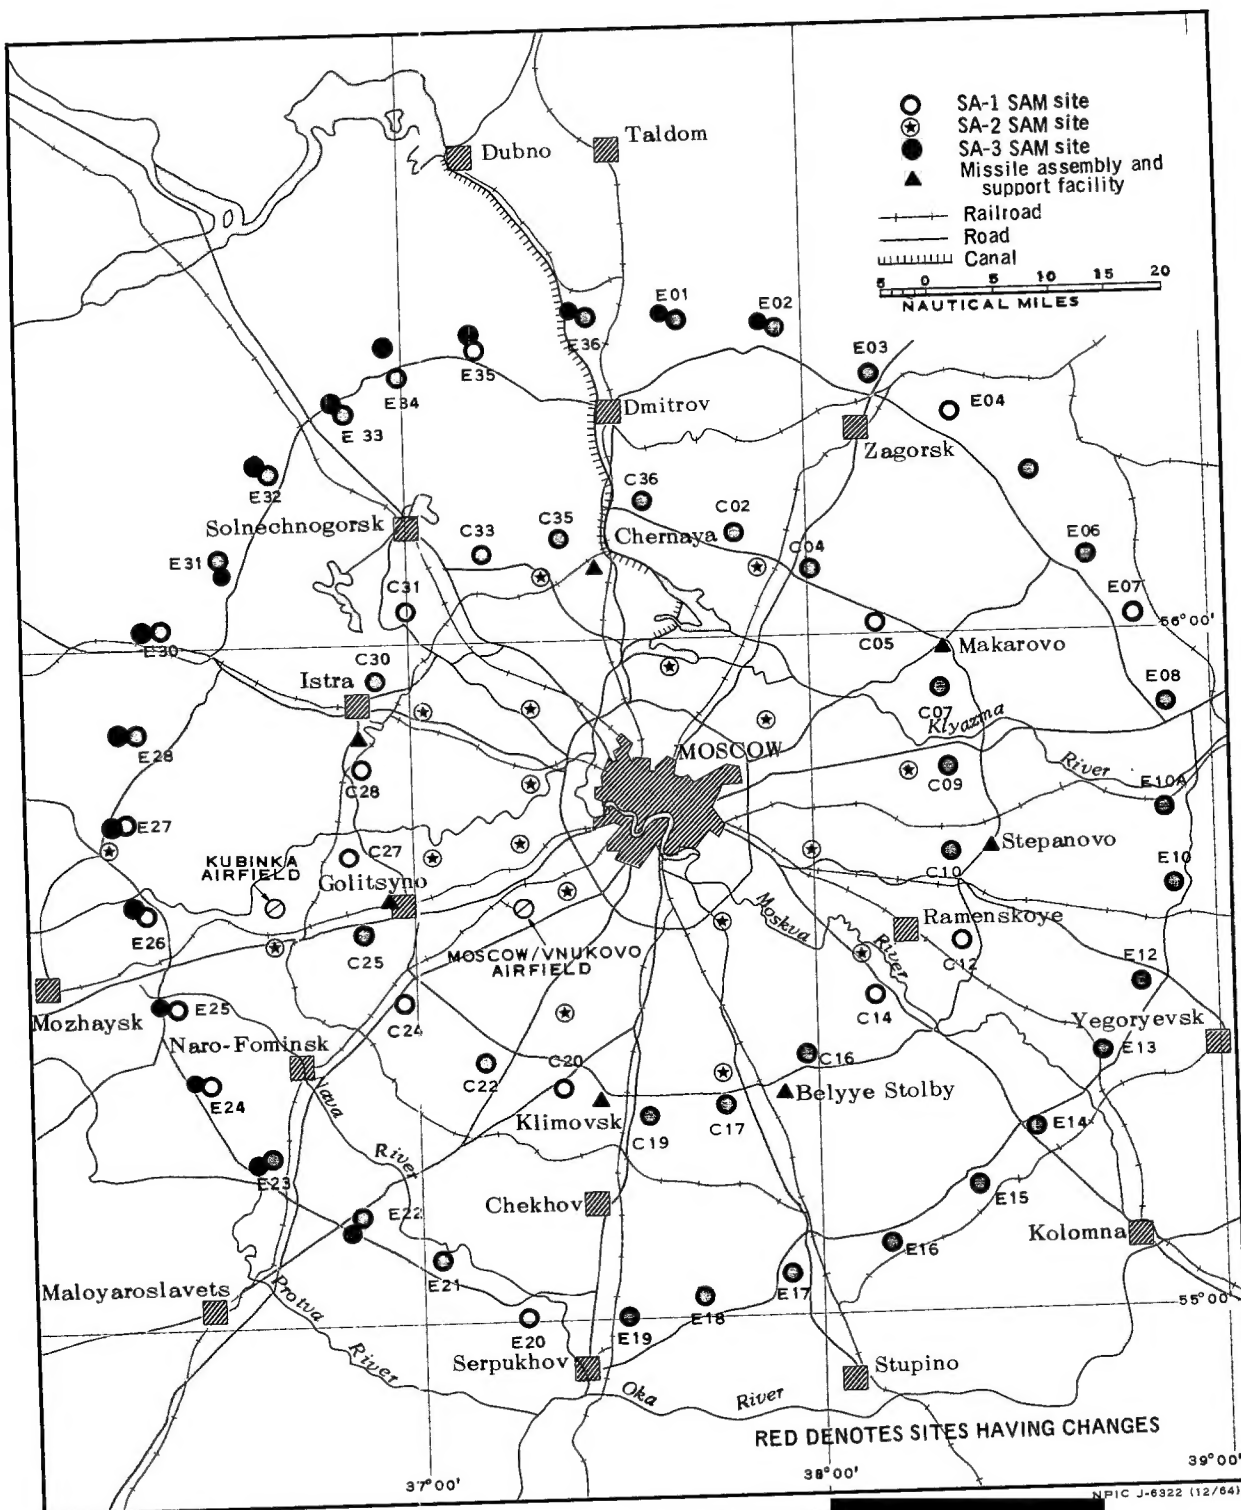 SA-1 SAM site
SA-2 SAM site
SA-3 SAM site
Missile assembly and
support facility
Railroad
Road
Canal
5 0 5 10 15 20
NAUTICAL MILES
Taldom
Dubno
E01
E02
E36
E03
E35
E34
E04
E 33
Dmitrov
Zagorsk
E32
C36
Solnechnogorsk
C33
C35
C02
Chernaya
C04
E06
E31
C31
E07
56°00'
C05
E30
Makarovo
C30
Istra
E08
C07
Klyazma
MOSCOW
E28
River
C28
C09
E10A
E27
Stepanovo
KUBINKA
AIRFIELD
C27
C10
E10
Golitsyno
Moskva
Ramenskoye
E26
River
C25
MOSCOW/VNUKOVO
AIRFIELD
C12
E12
E25
Mozhaysk
C24
C14
Yegoryevsk
Naro-Fominsk
E13
C16
C20
Nava
C22
E24
Belyye Stolby
Klimovsk
C19
C17
E14
River
E23
E15
Chekhov
E22
Kolomna
E16
E21
E17
Maloyaroslavets
Protva
55°00'
E18
E20
E19
River
Serpukhov
Stupino
Oka
River
RED DENOTES SITES HAVING CHANGES
37°00'
38°00'
39°00'
NPIC J-6322 (12/64)